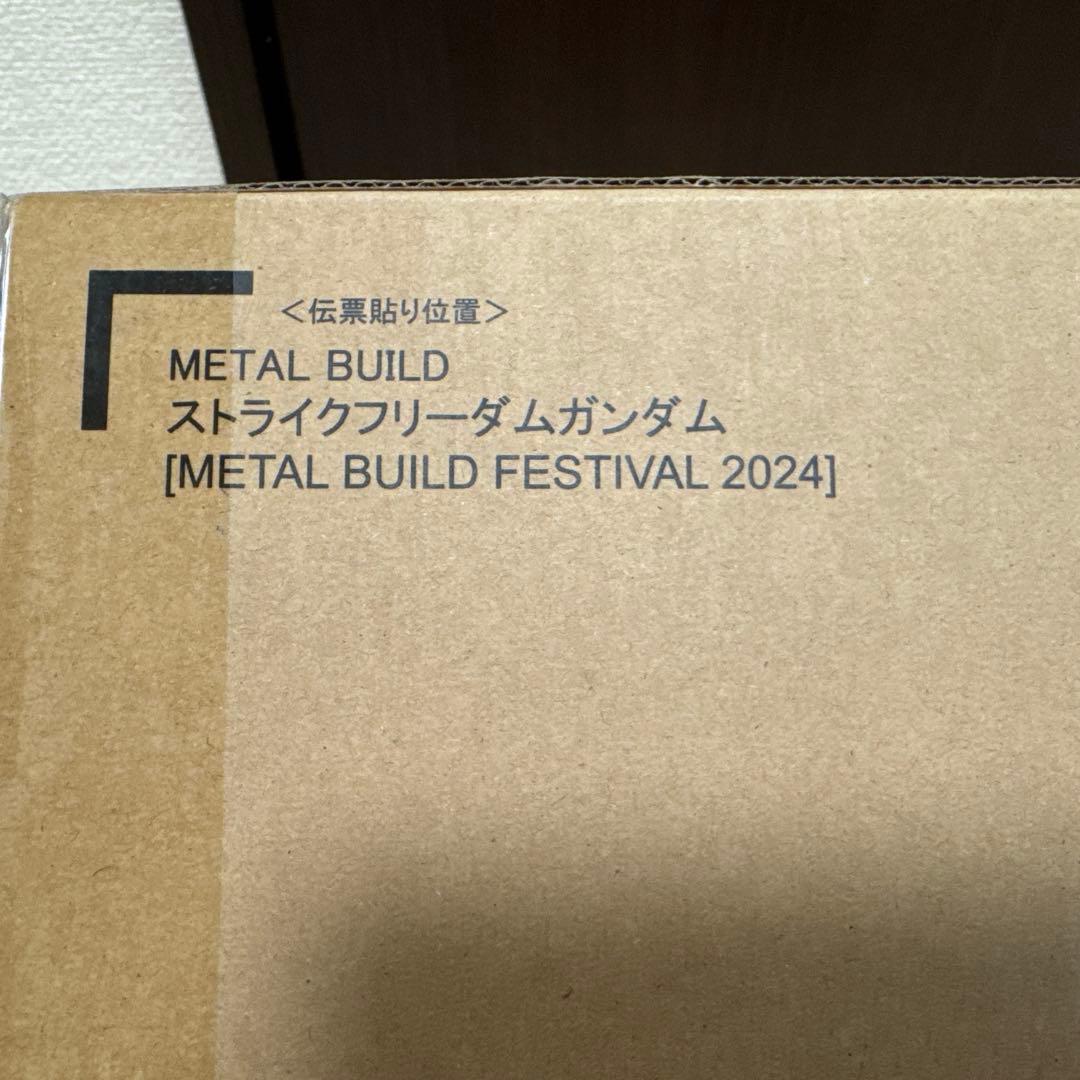 ＜伝票貼り位置＞
METAL BUILD
ストライクフリーダムガンダム
[METAL BUILD FESTIVAL 2024]